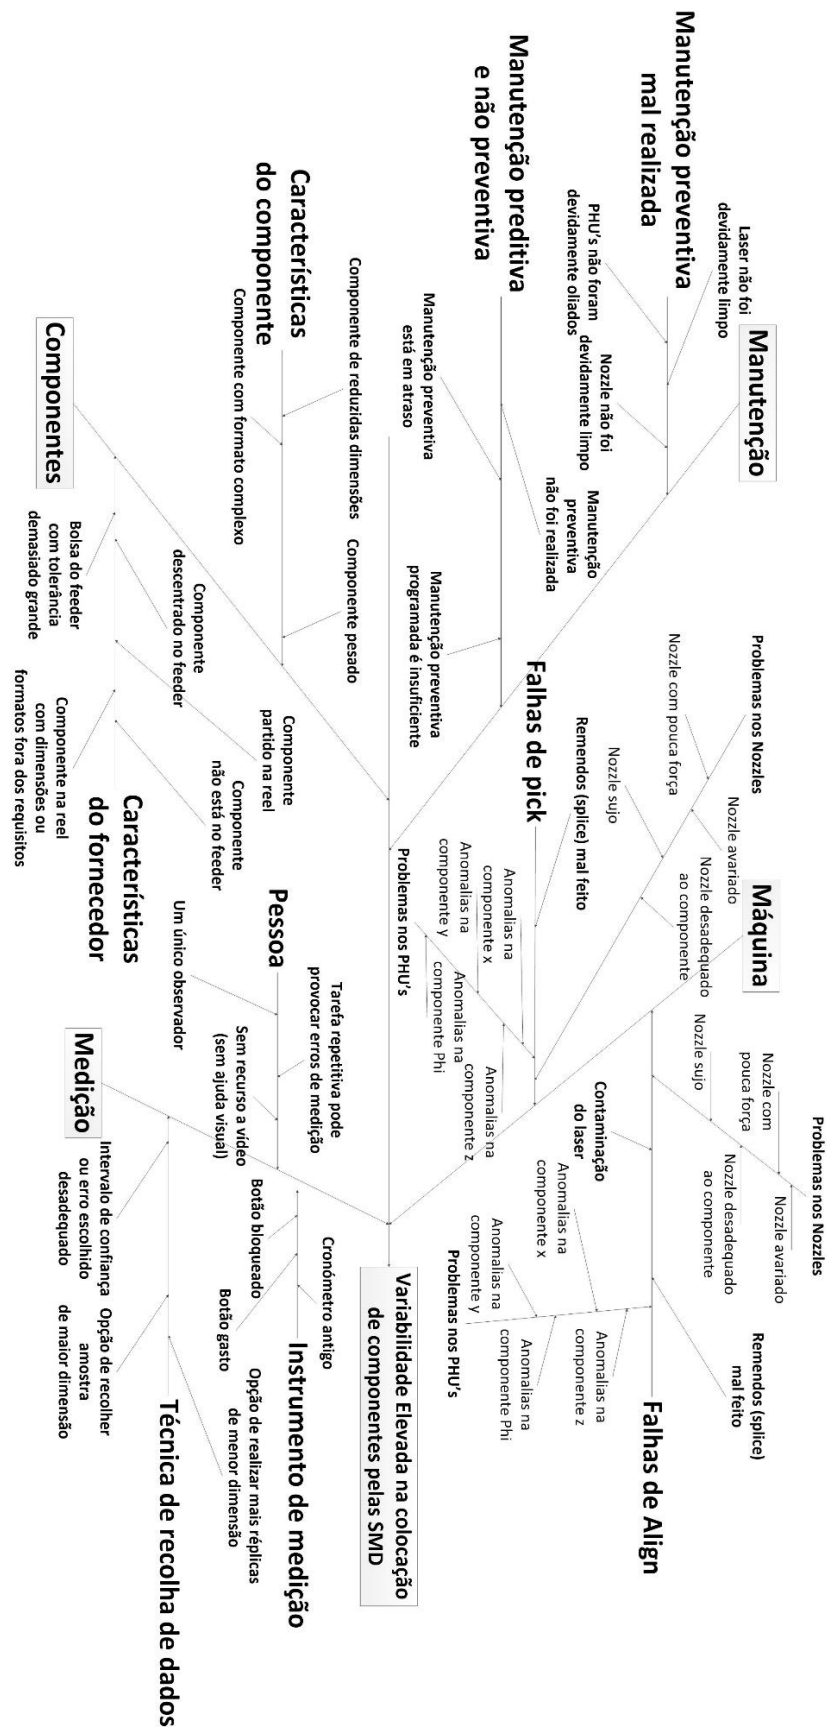 Manutenção
Manutenção preventiva
mal realizada
Laser não foi
devidamente limpo
PHU's não foram
devidamente oliados
Nozzle não foi
devidamente limpo
Manutenção preditiva
e não preventiva
Manutenção
preventiva
não foi realizada
Manutenção preventiva
está em atraso
Manutenção preventiva
programada é insuficiente
Máquina
Falhas de pick
Problemas nos Nozzles
Nozzle com pouca força
Nozzle avariado
Nozzle sujo
Nozzle desadequado
ao componente
Remendos (splice) mal feito
Problemas nos PHU's
Anomalias na
componente x
Anomalias na
componente y
Anomalias na
componente z
Anomalias na
componente Phi
Falhas de Align
Problemas nos Nozzles
Nozzle com
pouca força
Nozzle avariado
Nozzle sujo
Nozzle desadequado
ao componente
Contaminação
do laser
Remendos (splice)
mal feito
Anomalias na
componente x
Anomalias na
componente z
Anomalias na
componente y
Anomalias na
componente Phi
Problemas nos PHU's
Variabilidade Elevada na colocação
de componentes pelas SMD
Características
do componente
Componente de reduzidas dimensões
Componente pesado
Componente com formato complexo
Componentes
Características
do fornecedor
Componente
descentrado no feeder
Componente
partido na reel
Componente
não está no feeder
Bolsa do feeder
com tolerância
demasiado grande
Componente na reel
com dimensões ou
formatos fora dos requisitos
Pessoa
Tarefa repetitiva pode
provocar erros de medição
Sem recurso a vídeo
(sem ajuda visual)
Um único observador
Instrumento de medição
Cronómetro antigo
Botão bloqueado
Botão gasto
Medição
Técnica de recolha de dados
Opção de realizar mais réplicas
de menor dimensão
Intervalo de confiança
ou erro escolhido
desadequado
Opção de recolher
amostra
de maior dimensão